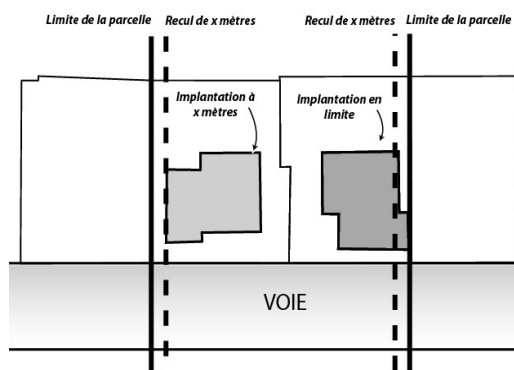 Limite de la parcelle Recul de x mètres Recul de x mètres Limite de la parcelle
Implantation à
x mètres
Implantation en
limite
VOIE